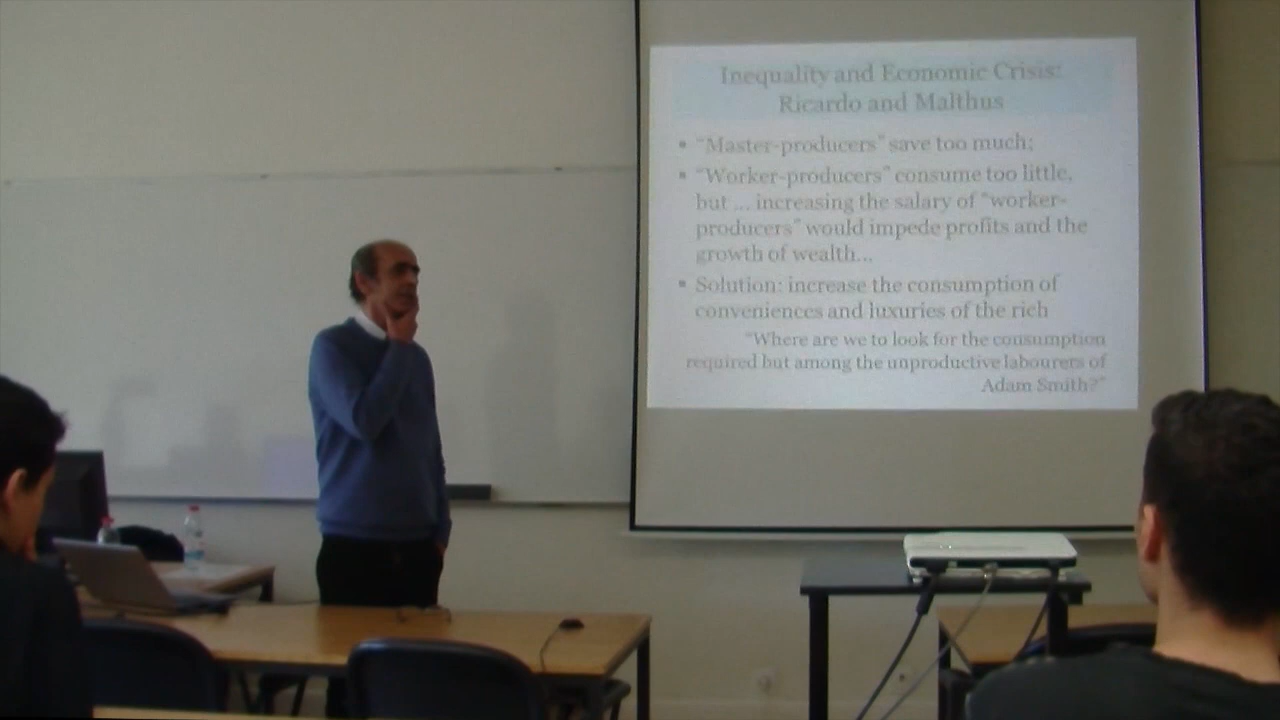 Inequality and Economic Crisis:
Ricardo and Malthus
▪ "Master-producers" save too much;
▪ "Worker-producers" consume too little,
but ... increasing the salary of "worker-
producers" would impede profits and the
growth of wealth...
▪ Solution: increase the consumption of
conveniences and luxuries of the rich
"Where are we to look for the consumption
required but among the unproductive labourers of
Adam Smith?"